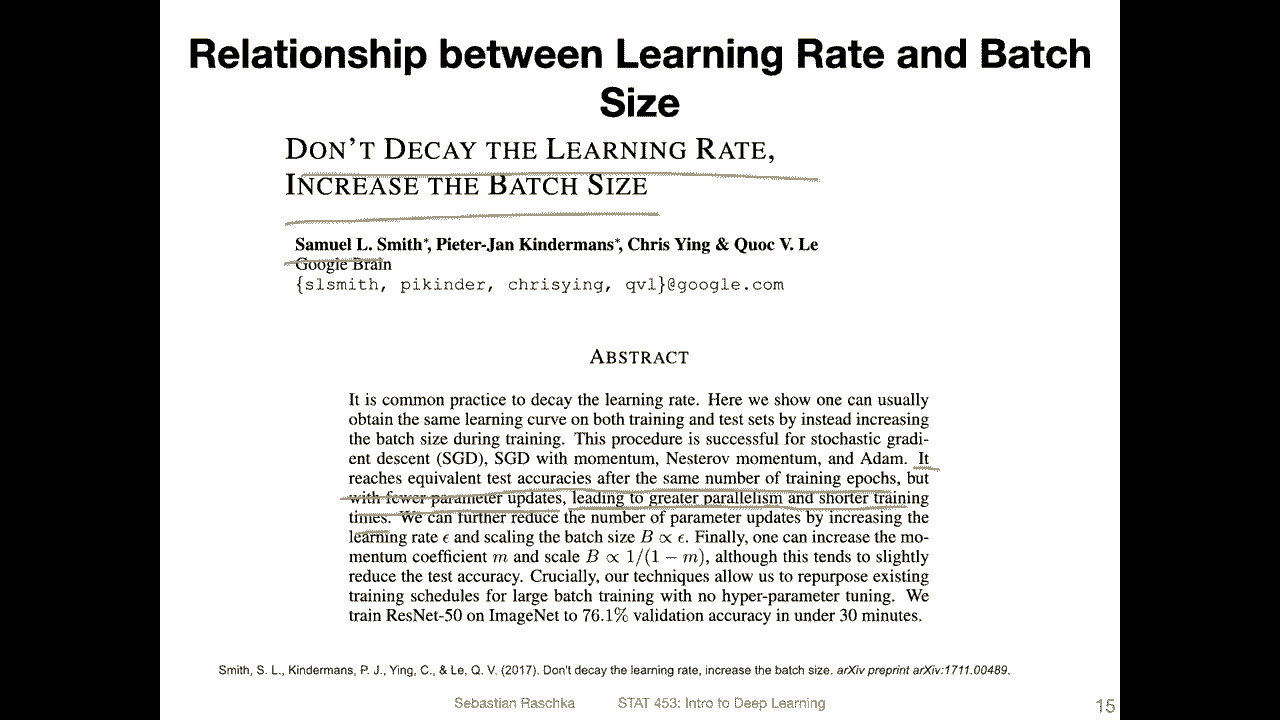 Relationship between Learning Rate and Batch
Size
DON'T DECAY THE LEARNING RATE,
INCREASE THE BATCH SIZE
Samuel L. Smith*, Pieter-Jan Kindermans*, Chris Ying & Quoc V. Le
Google Brain
{slsmith, pikinder, chrisying, qvl}@google.com
ABSTRACT
It is common practice to decay the learning rate. Here we show one can usually
obtain the same learning curve on both training and test sets by instead increasing
the batch size during training. This procedure is successful for stochastic gradi-
ent descent (SGD), SGD with momentum, Nesterov momentum, and Adam. It
reaches equivalent test accuracies after the same number of training epochs, but
with fewer parameter updates, leading to greater parallelism and shorter training
times. We can further reduce the number of parameter updates by increasing the
learning rate ϵ and scaling the batch size B ∝ ϵ. Finally, one can increase the mo-
mentum coefficient m and scale B ∝ 1/(1 − m), although this tends to slightly
reduce the test accuracy. Crucially, our techniques allow us to repurpose existing
training schedules for large batch training with no hyper-parameter tuning. We
train ResNet-50 on ImageNet to 76.1% validation accuracy in under 30 minutes.
Smith, S. L., Kindermans, P. J., Ying, C., & Le, Q. V. (2017). Don't decay the learning rate, increase the batch size. arXiv preprint arXiv:1711.00489.
Sebastian Raschka STAT 453: Intro to Deep Learning 15